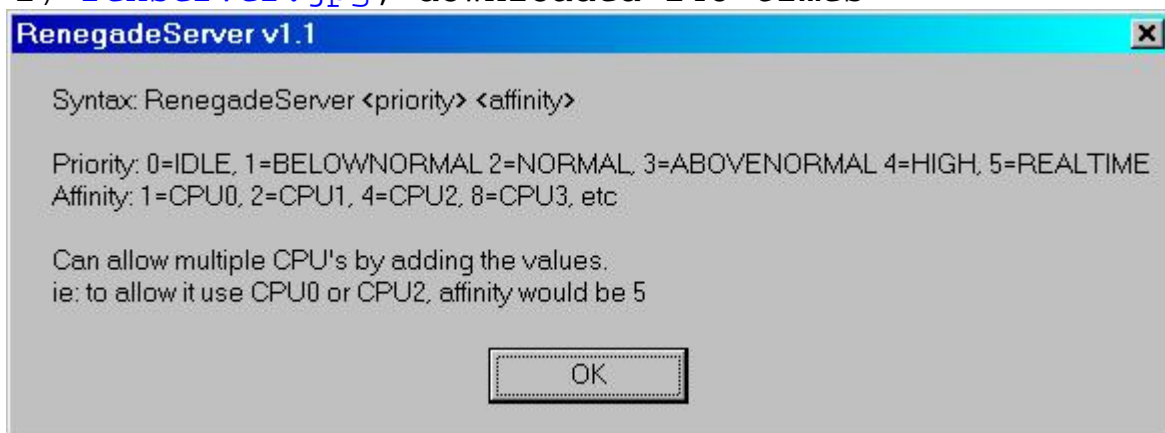 RenegadeServer v1.1
Syntax: RenegadeServer <priority> <affinity>
Priority: 0=IDLE, 1=BELOWNORMAL 2=NORMAL, 3=ABOVENORMAL 4=HIGH, 5=REALTIME
Affinity: 1=CPU0, 2=CPU1, 4=CPU2, 8=CPU3, etc
Can allow multiple CPU's by adding the values.
ie: to allow it use CPU0 or CPU2, affinity would be 5
OK